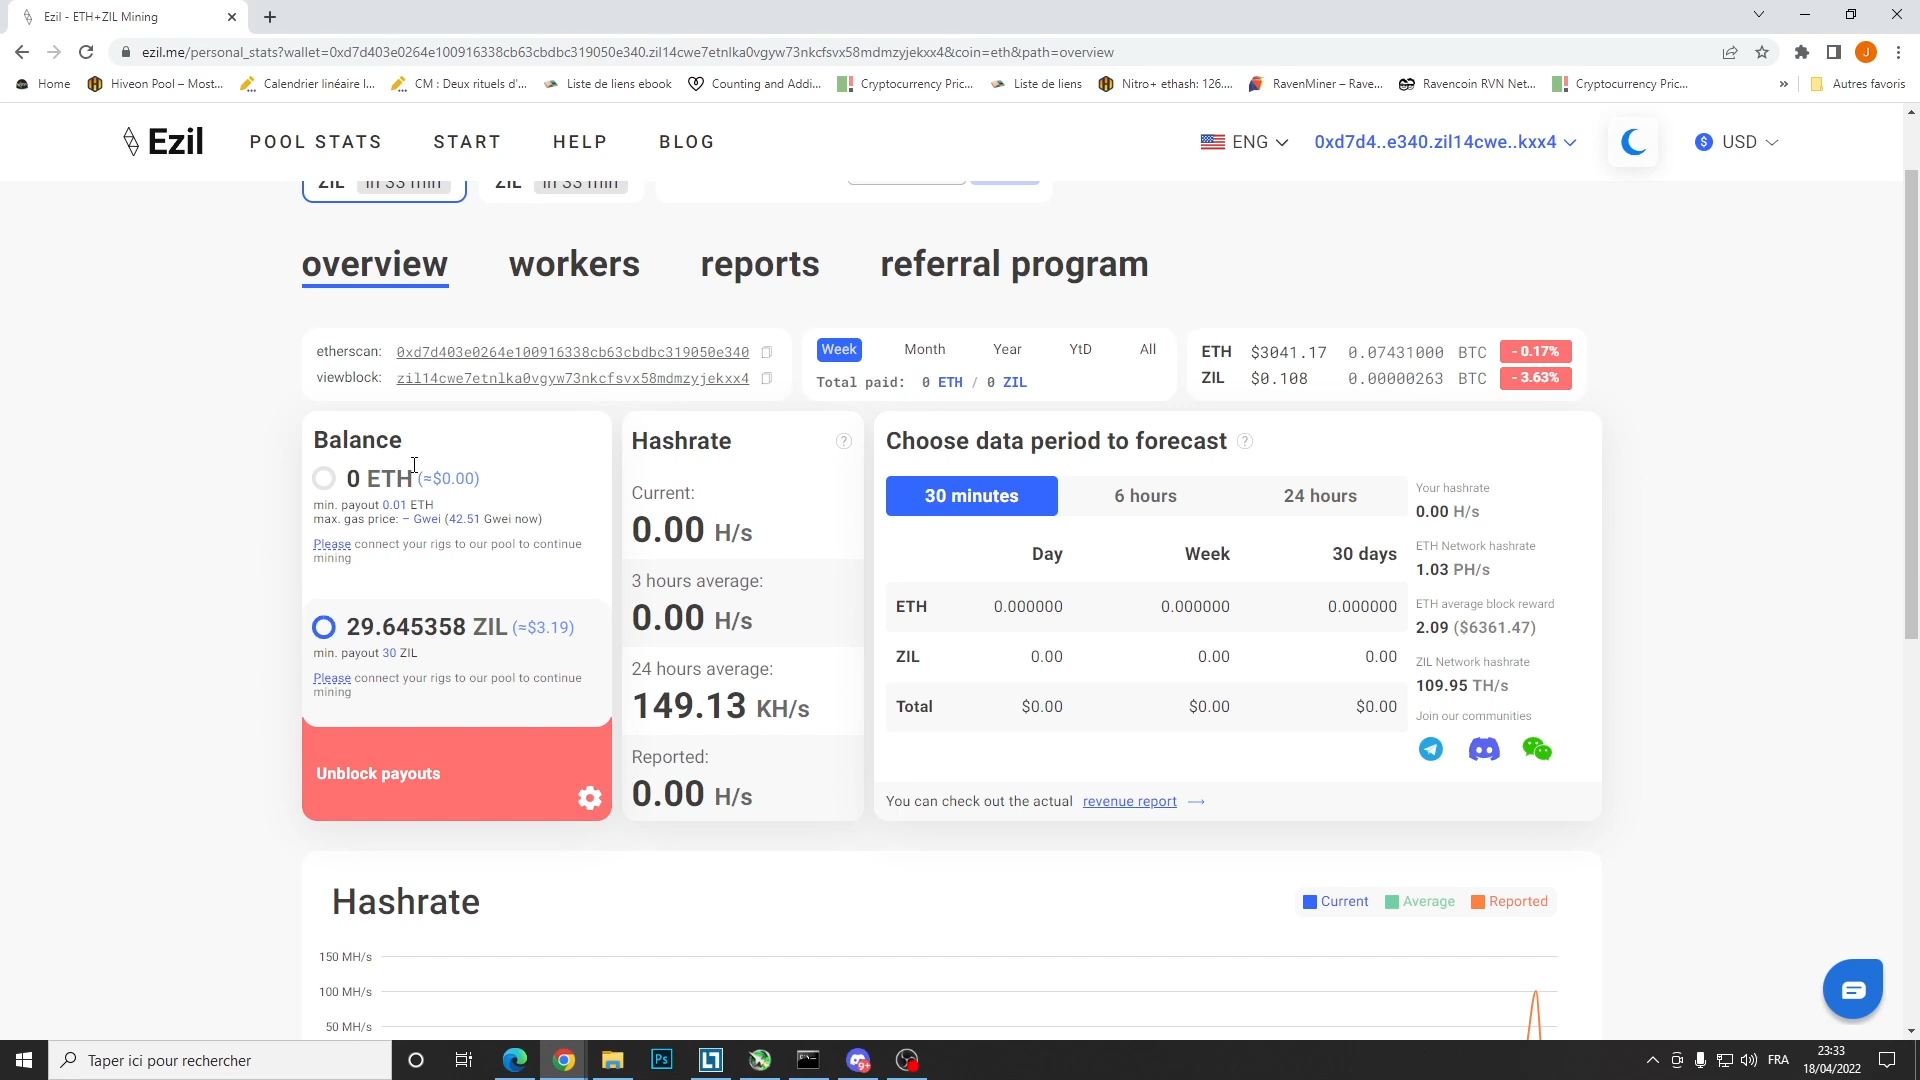 Ezil - ETH+ZIL Mining
ezil.me/personal_stats?wallet=0xd7d403e0264e100916338cb63cbdbc319050e340.zil14cwe7etnlka0vgyw73nkcfsvx58mdmzyjekxx4&coin=eth&path=overview
J
Home
Hiveon Pool – Most...
Calendrier linéaire l...
CM : Deux rituels d'...
Liste de liens ebook
Counting and Addi...
Cryptocurrency Pric...
Liste de liens
Nitro+ ethash: 126....
RavenMiner – Rave...
Ravencoin RVN Net...
Cryptocurrency Pric...
»
Autres favoris
Ezil
POOL STATS
START
HELP
BLOG
ENG
0xd7d4..e340.zil14cwe..kxx4
$ USD
ZIL in 33 min
ZIL in 33 min
overview
workers
reports
referral program
etherscan: 0xd7d403e0264e100916338cb63cbdbc319050e340
viewblock: zil14cwe7etnlka0vgyw73nkcfsvx58mdmzyjekxx4
Week Month Year YtD All
Total paid: 0 ETH / 0 ZIL
ETH $3041.17 0.07431000 BTC - 0.17%
ZIL $0.108 0.00000263 BTC - 3.63%
Balance
0 ETH (≈$0.00)
min. payout 0.01 ETH
max. gas price: – Gwei (42.51 Gwei now)
Please connect your rigs to our pool to continue
mining
29.645358 ZIL (≈$3.19)
min. payout 30 ZIL
Please connect your rigs to our pool to continue
mining
Unblock payouts
Hashrate ?
Current:
0.00 H/s
3 hours average:
0.00 H/s
24 hours average:
149.13 KH/s
Reported:
0.00 H/s
Choose data period to forecast ?
30 minutes 6 hours 24 hours
Day Week 30 days
ETH 0.000000 0.000000 0.000000
ZIL 0.00 0.00 0.00
Total $0.00 $0.00 $0.00
Your hashrate
0.00 H/s
ETH Network hashrate
1.03 PH/s
ETH average block reward
2.09 ($6361.47)
ZIL Network hashrate
109.95 TH/s
Join our communities
You can check out the actual revenue report →
Hashrate
Current Average Reported
150 MH/s
100 MH/s
50 MH/s
Taper ici pour rechercher
Ps
9+
FRA
23:33
18/04/2022